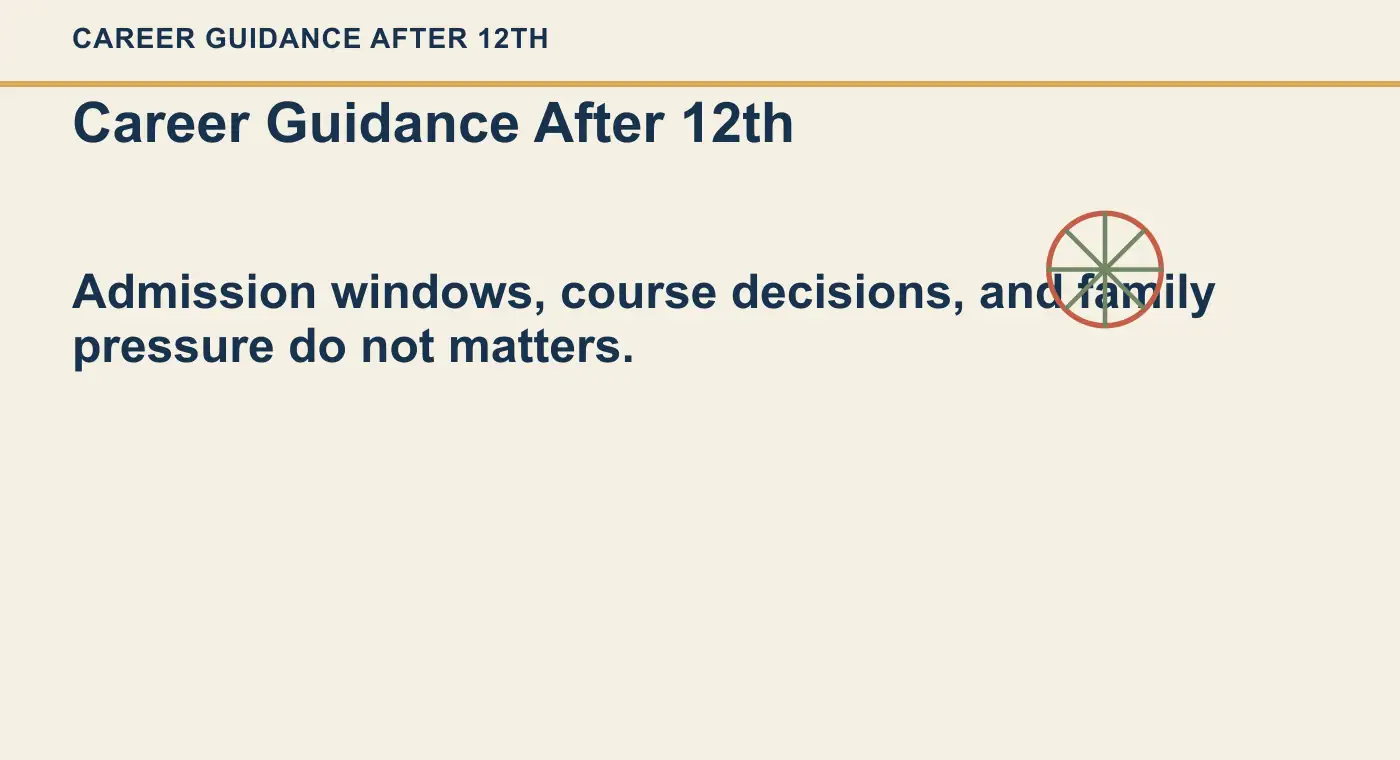 CAREER GUIDANCE AFTER 12TH
Career Guidance After 12th
Admission windows, course decisions, and family
pressure do not matters.